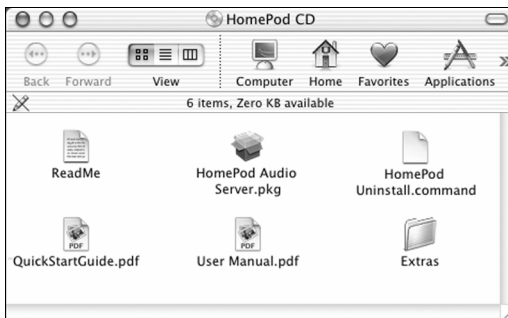 HomePod CD
Back Forward View Computer Home Favorites Applications
6 items, Zero KB available
ReadMe
HomePod Audio Server.pkg
HomePod Uninstall.command
PDF
QuickStartGuide.pdf
PDF
User Manual.pdf
Extras